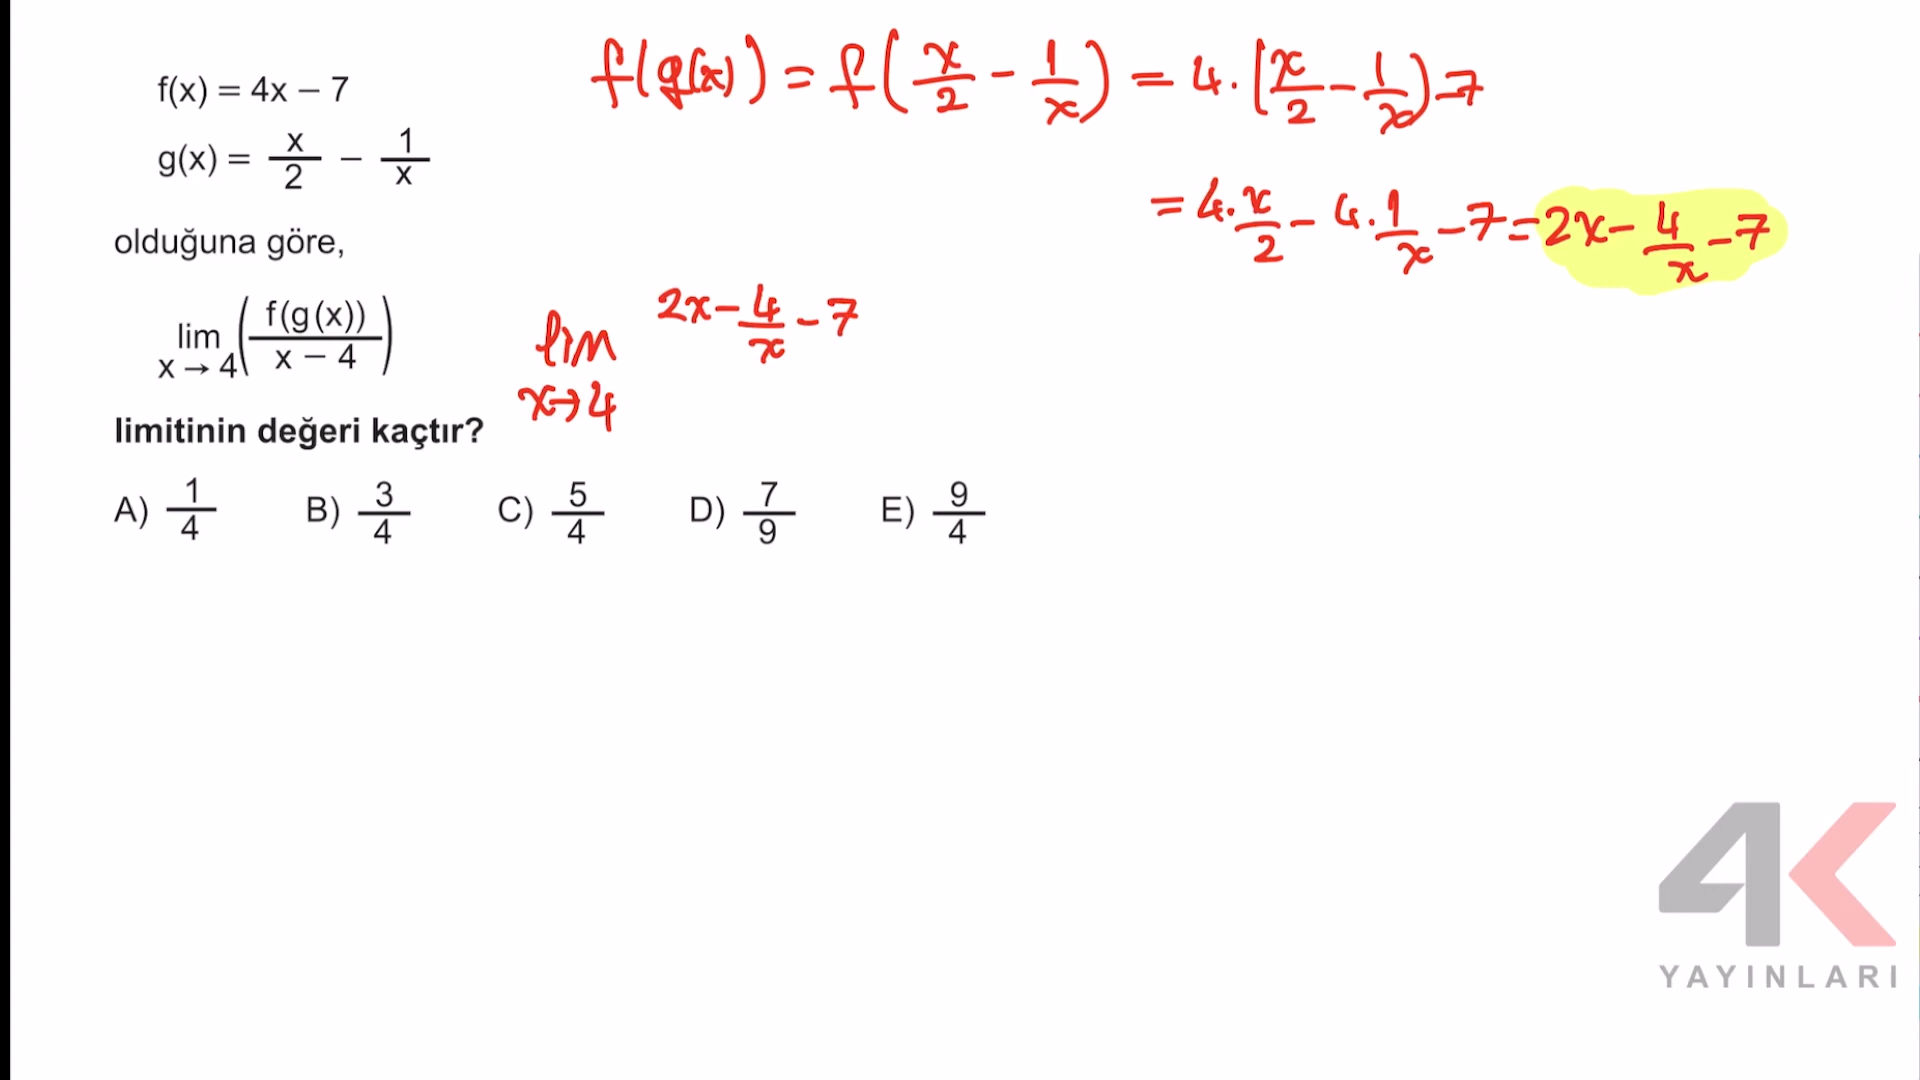 f(x) = 4x – 7
g(x) = x/2 – 1/x
olduğuna göre,
lim x → 4 ( f(g(x)) / x – 4 )
limitinin değeri kaçtır?
A) 1/4 B) 3/4 C) 5/4 D) 7/9 E) 9/4
f(g(x)) = f(x/2 - 1/x) = 4.(x/2 - 1/x) - 7
= 4.x/2 - 4.1/x - 7 = 2x - 4/x - 7
lim x→4 2x - 4/x - 7
4K
YAYINLARI